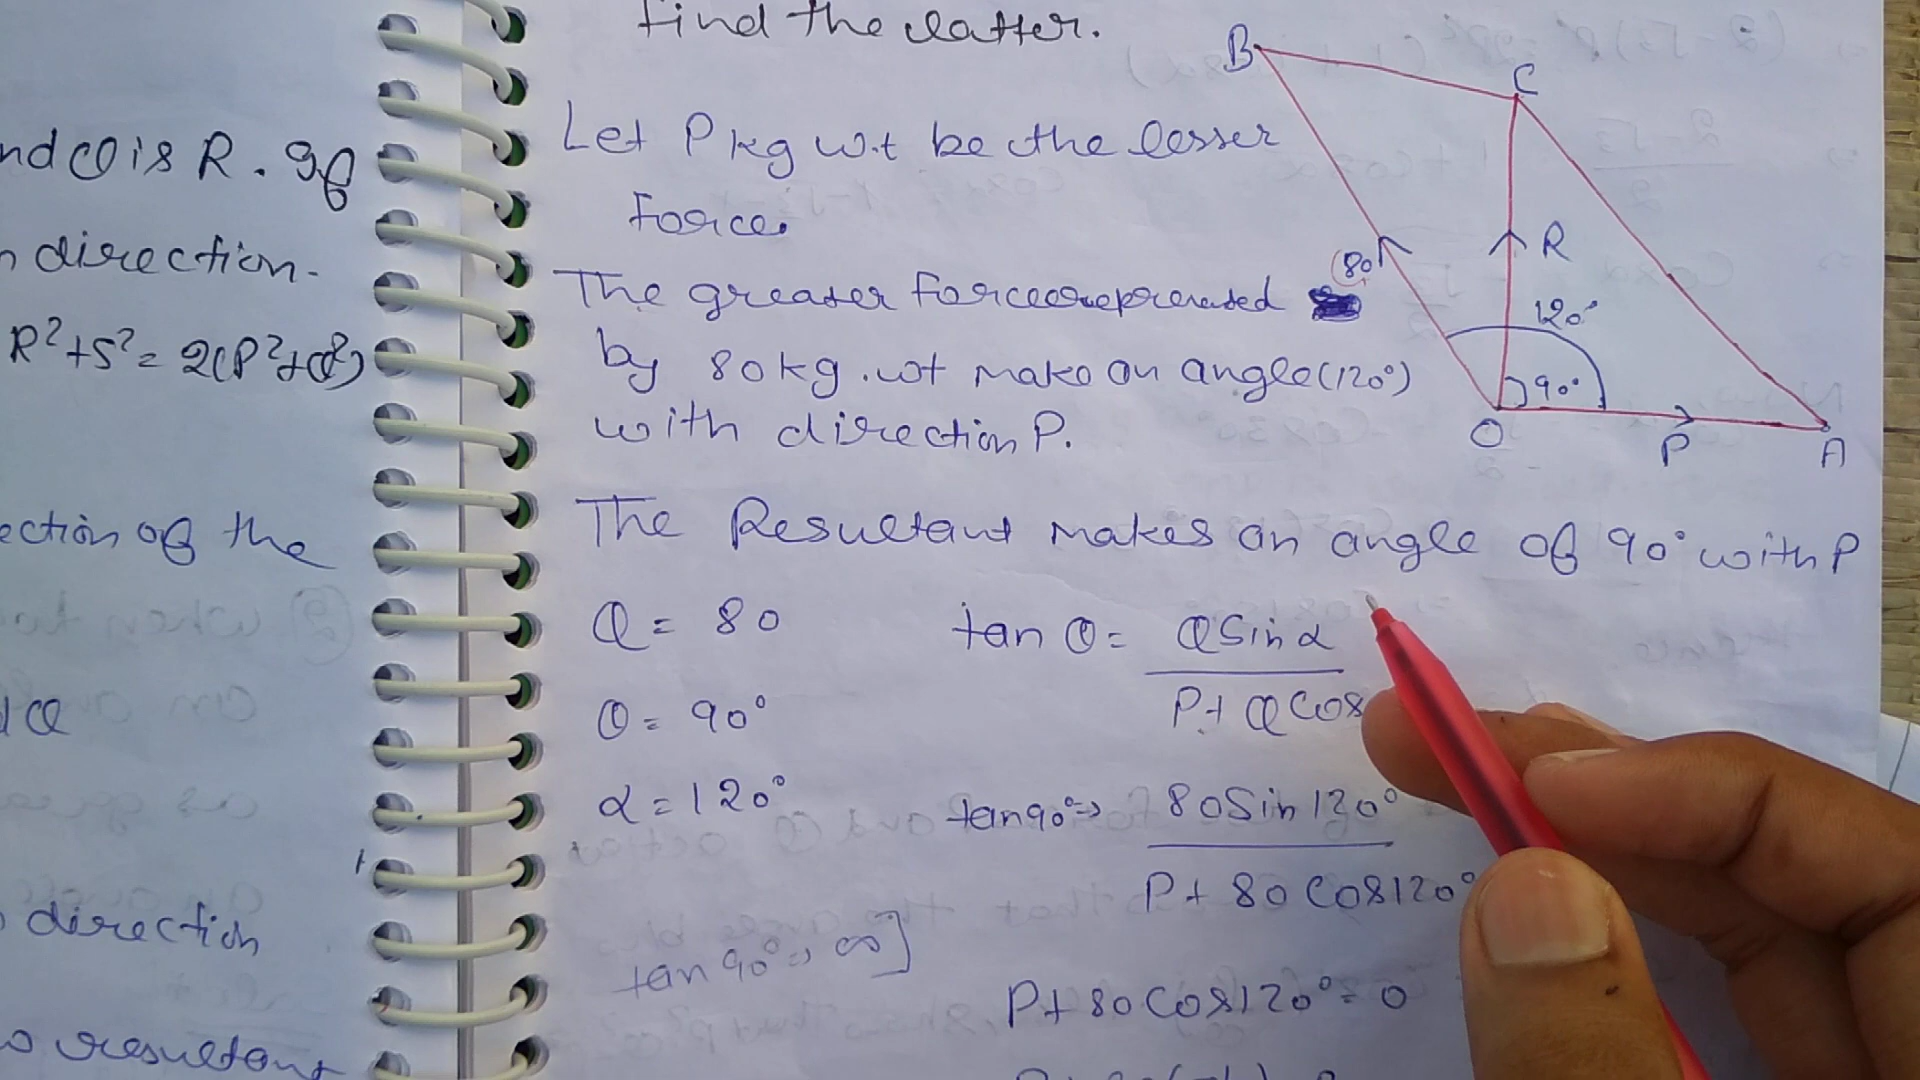 find the latter.
Let P kg wt be the lesser
Force.
The greater Force represented
by 80 kg.wt make an angle (120°)
with direction P.
The Resultant makes an angle of 90° with P
Q = 80
tan θ = Q Sin α
P + Q Cos
θ = 90°
α = 120°
tan 90° => 80 Sin 120°
P + 80 Cos 120°
tan 90° => ∞]
P + 80 Cos 120° = 0
B
C
80
R
120°
90°
O
P
A
nd Q is R. If
direction.
R² + S² = 2(P² + Q²)
ection of the
Q
direction
resultant